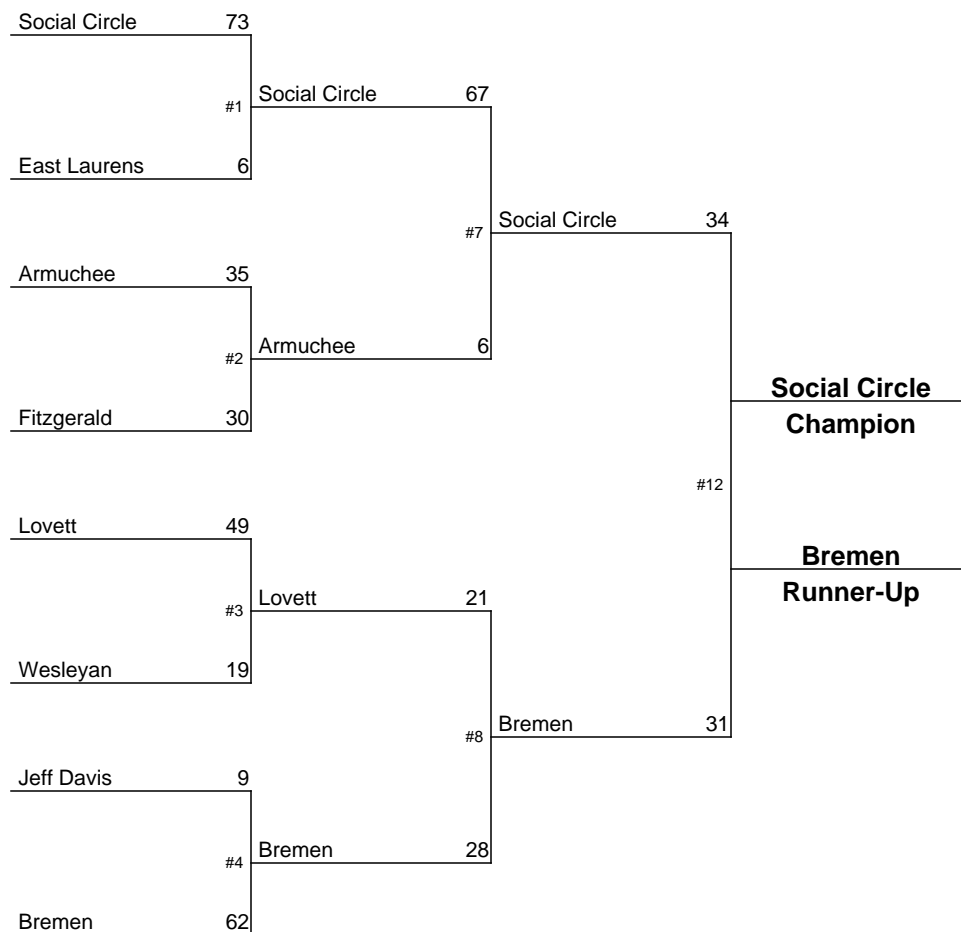 Social Circle 73
#1 Social Circle 67
East Laurens 6
#7 Social Circle 34
Armuchee 35
#2 Armuchee 6
Fitzgerald 30
Social Circle
Champion
#12
Lovett 49
Bremen
Runner-Up
#3 Lovett 21
Wesleyan 19
#8 Bremen 31
Jeff Davis 9
#4 Bremen 28
Bremen 62